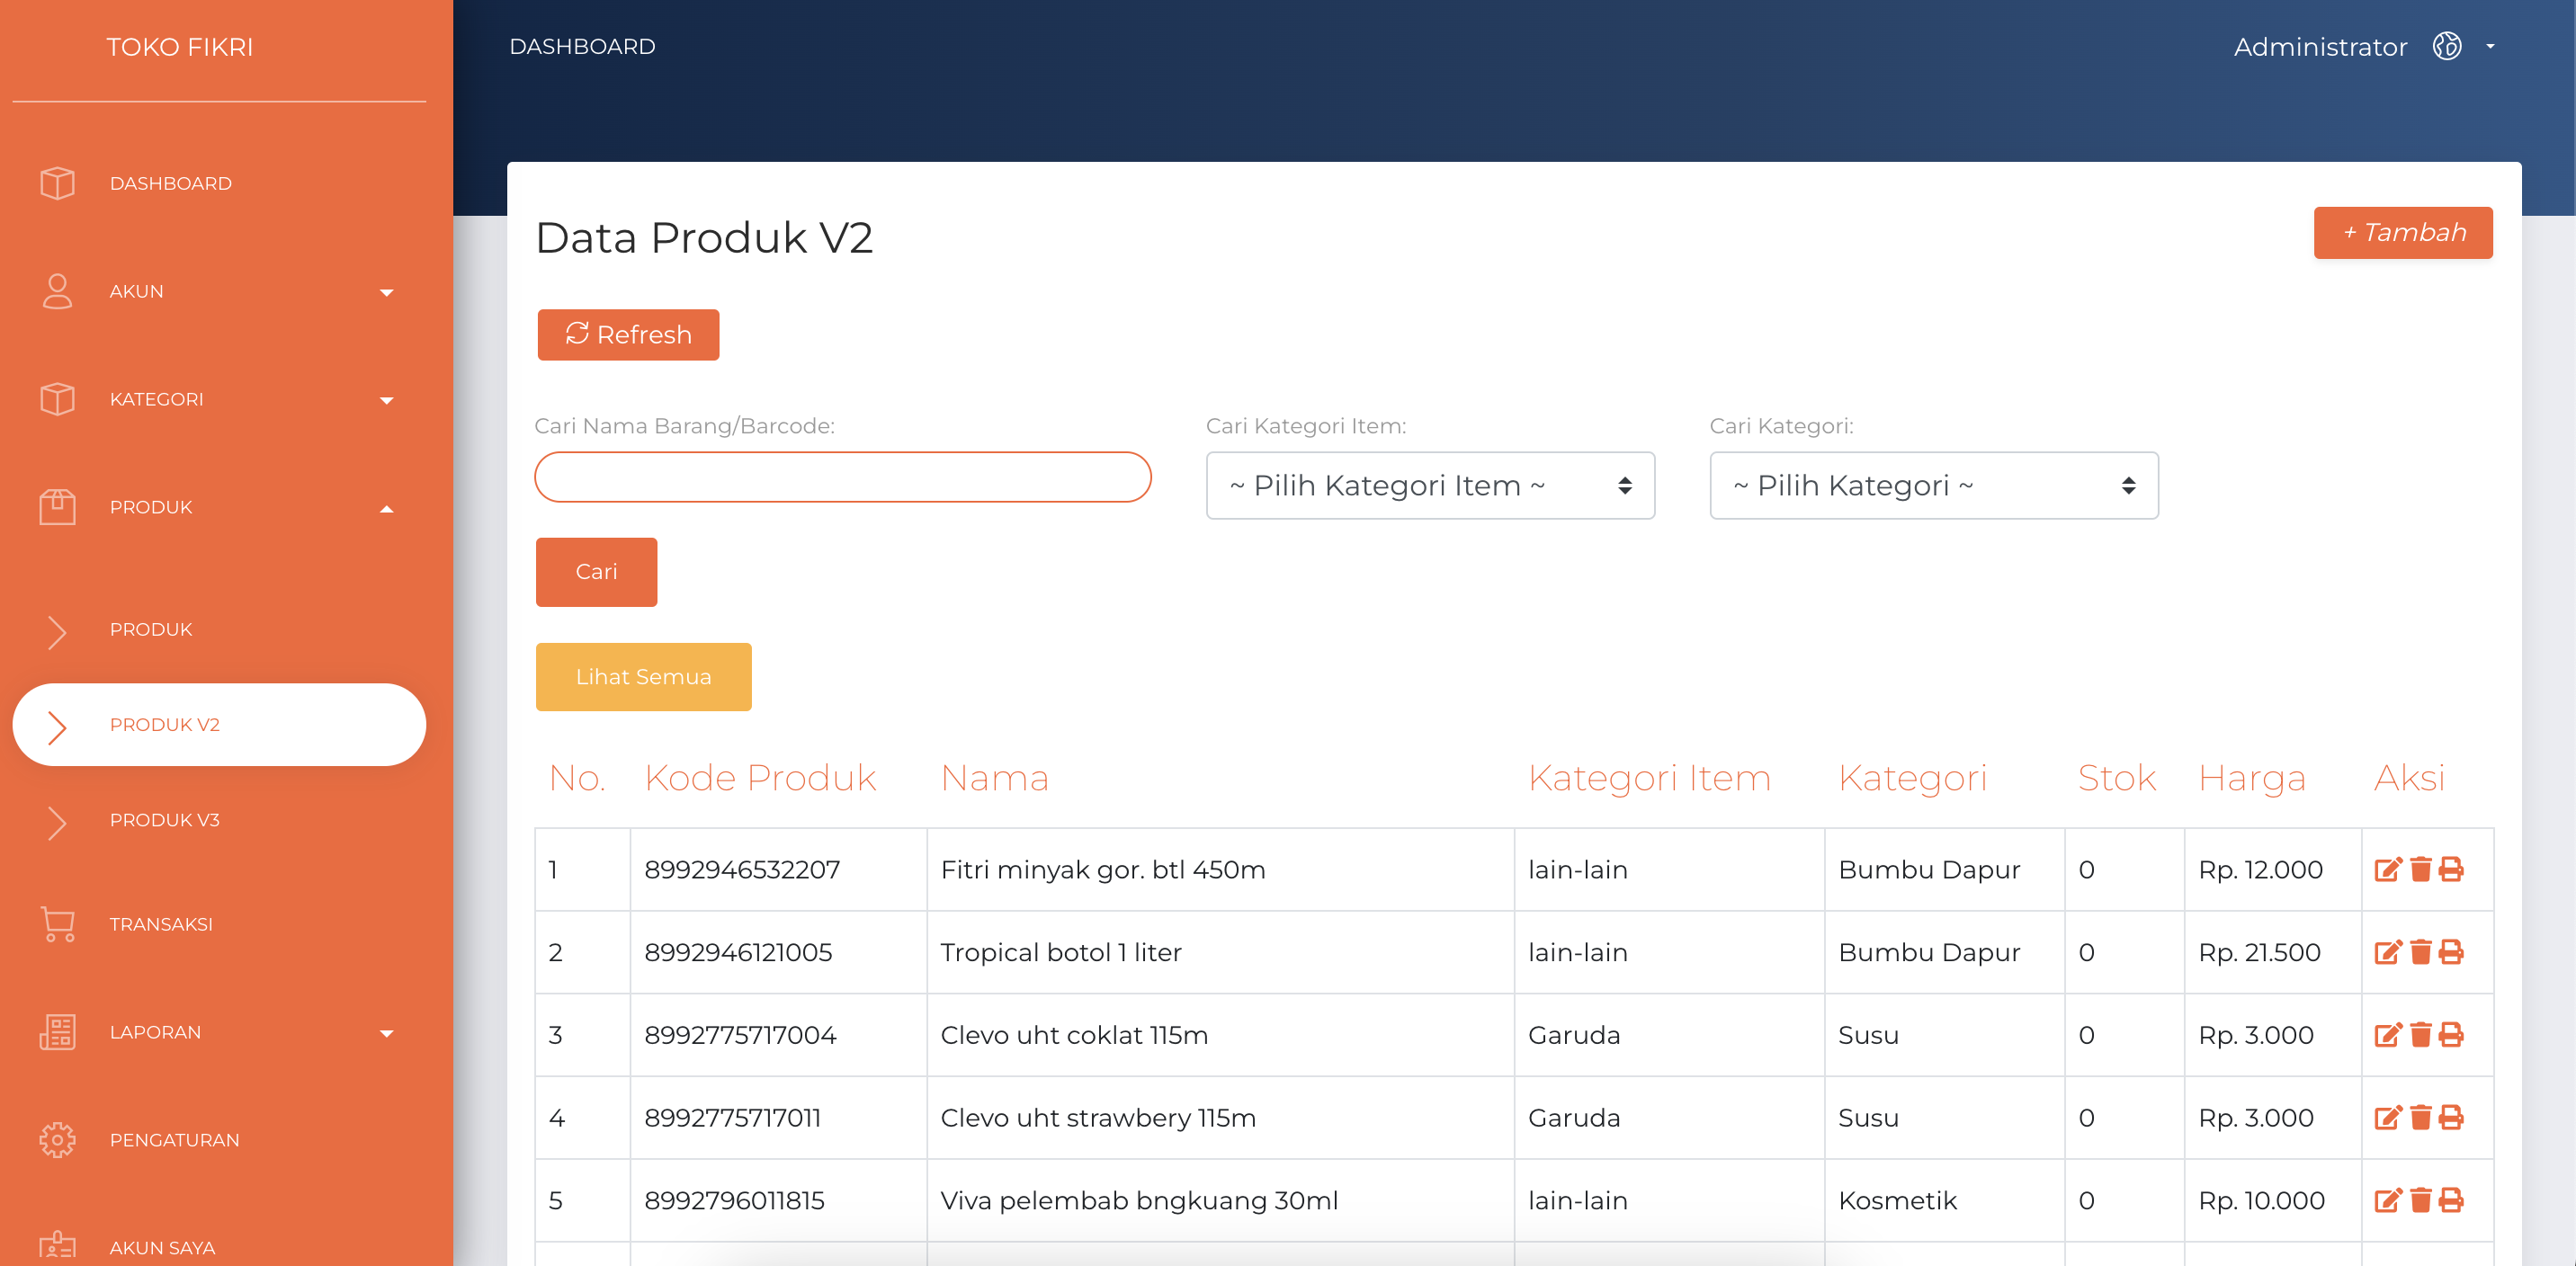 TOKO FIKRI
DASHBOARD
AKUN
KATEGORI
PRODUK
PRODUK
PRODUK V2
PRODUK V3
TRANSAKSI
LAPORAN
PENGATURAN
AKUN SAYA
DASHBOARD
Administrator
Data Produk V2
+ Tambah
Refresh
Cari Nama Barang/Barcode:
Cari Kategori Item:
Cari Kategori:
~ Pilih Kategori Item ~
~ Pilih Kategori ~
Cari
Lihat Semua
No. Kode Produk Nama Kategori Item Kategori Stok Harga Aksi
1 8992946532207 Fitri minyak gor. btl 450m lain-lain Bumbu Dapur 0 Rp. 12.000
2 8992946121005 Tropical botol 1 liter lain-lain Bumbu Dapur 0 Rp. 21.500
3 8992775717004 Clevo uht coklat 115m Garuda Susu 0 Rp. 3.000
4 8992775717011 Clevo uht strawbery 115m Garuda Susu 0 Rp. 3.000
5 8992796011815 Viva pelembab bngkuang 30ml lain-lain Kosmetik 0 Rp. 10.000